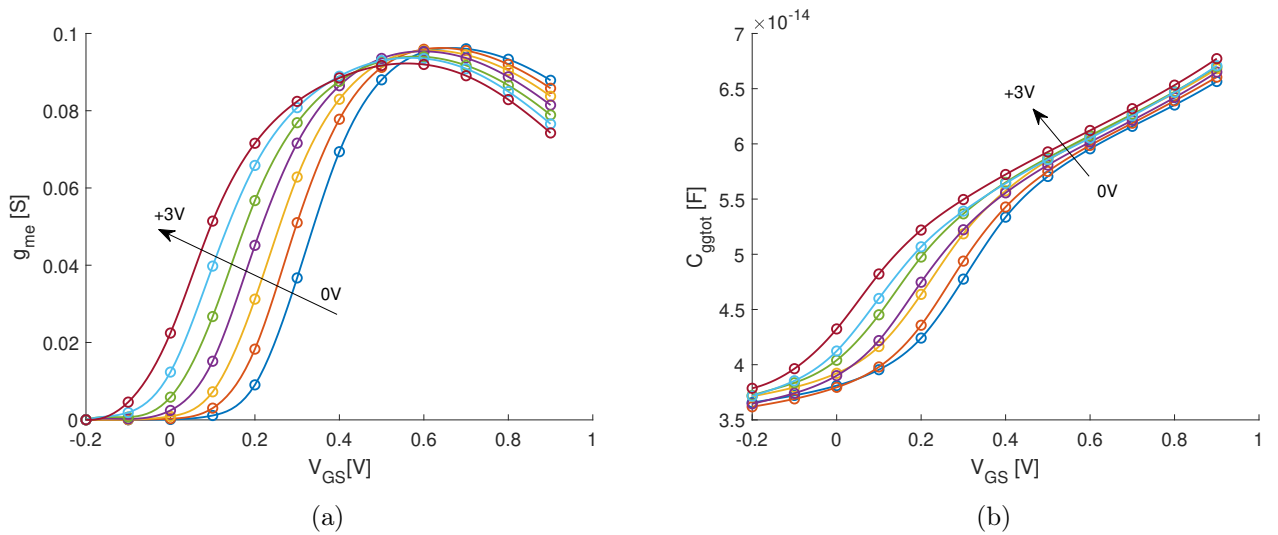 0.1
0.08
0.06
0.04
0.02
0
g_me [S]
+3V
0V
-0.2 0 0.2 0.4 0.6 0.8 1
V_GS[V]
(a)
×10^-14
7
6.5
6
5.5
5
4.5
4
3.5
C_ggtot [F]
+3V
0V
-0.2 0 0.2 0.4 0.6 0.8 1
V_GS [V]
(b)